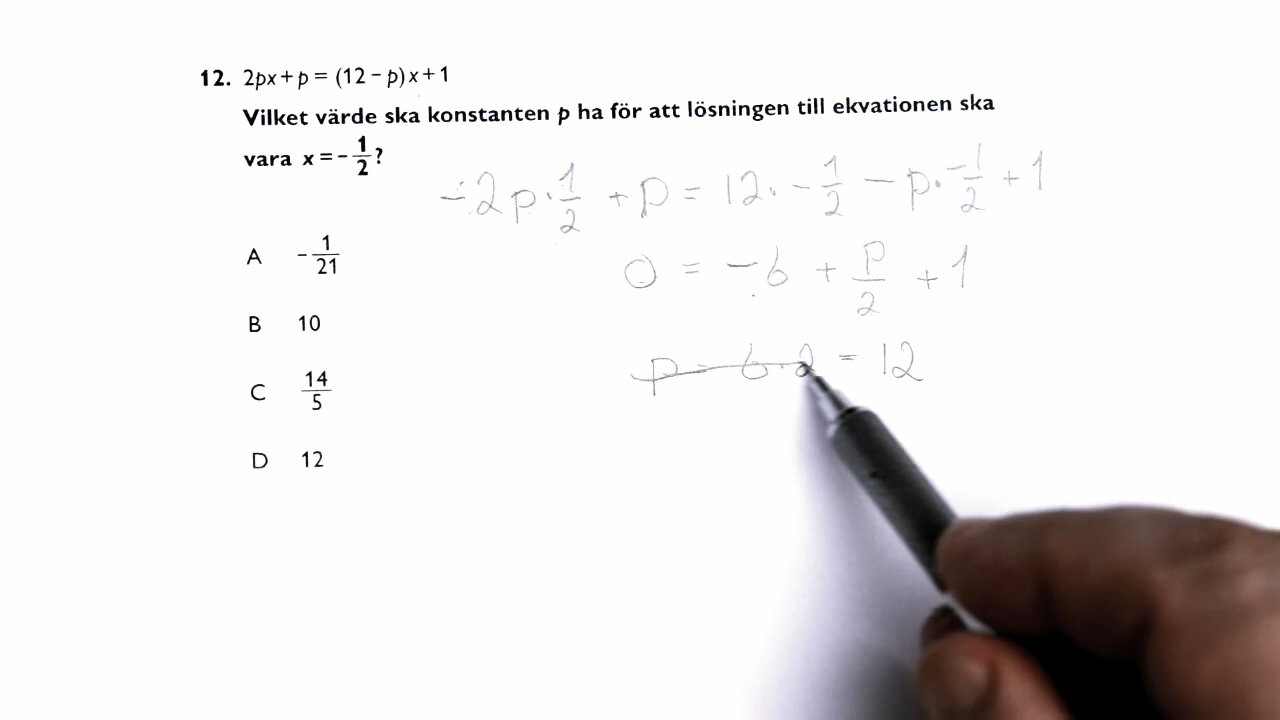 12. 2px + p = (12 – p)x + 1
Vilket värde ska konstanten p ha för att lösningen till ekvationen ska
vara x = – 1/2?
– 2p · 1/2 + p = 12 · – 1/2 – p · –1/2 + 1
0 = – 6 + p/2 + 1
p = 6 · 2 = 12
A – 1/21
B 10
C 14/5
D 12